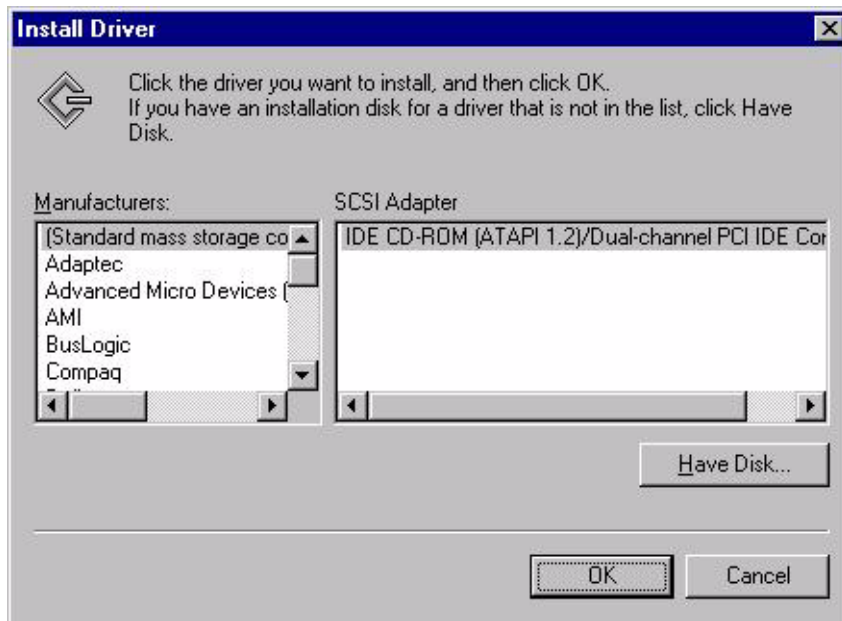 Install Driver
Click the driver you want to install, and then click OK.
If you have an installation disk for a driver that is not in the list, click Have
Disk.
Manufacturers:
SCSI Adapter
(Standard mass storage co
Adaptec
Advanced Micro Devices (
AMI
BusLogic
Compaq
IDE CD-ROM (ATAPI 1.2)/Dual-channel PCI IDE Con
Have Disk...
OK
Cancel